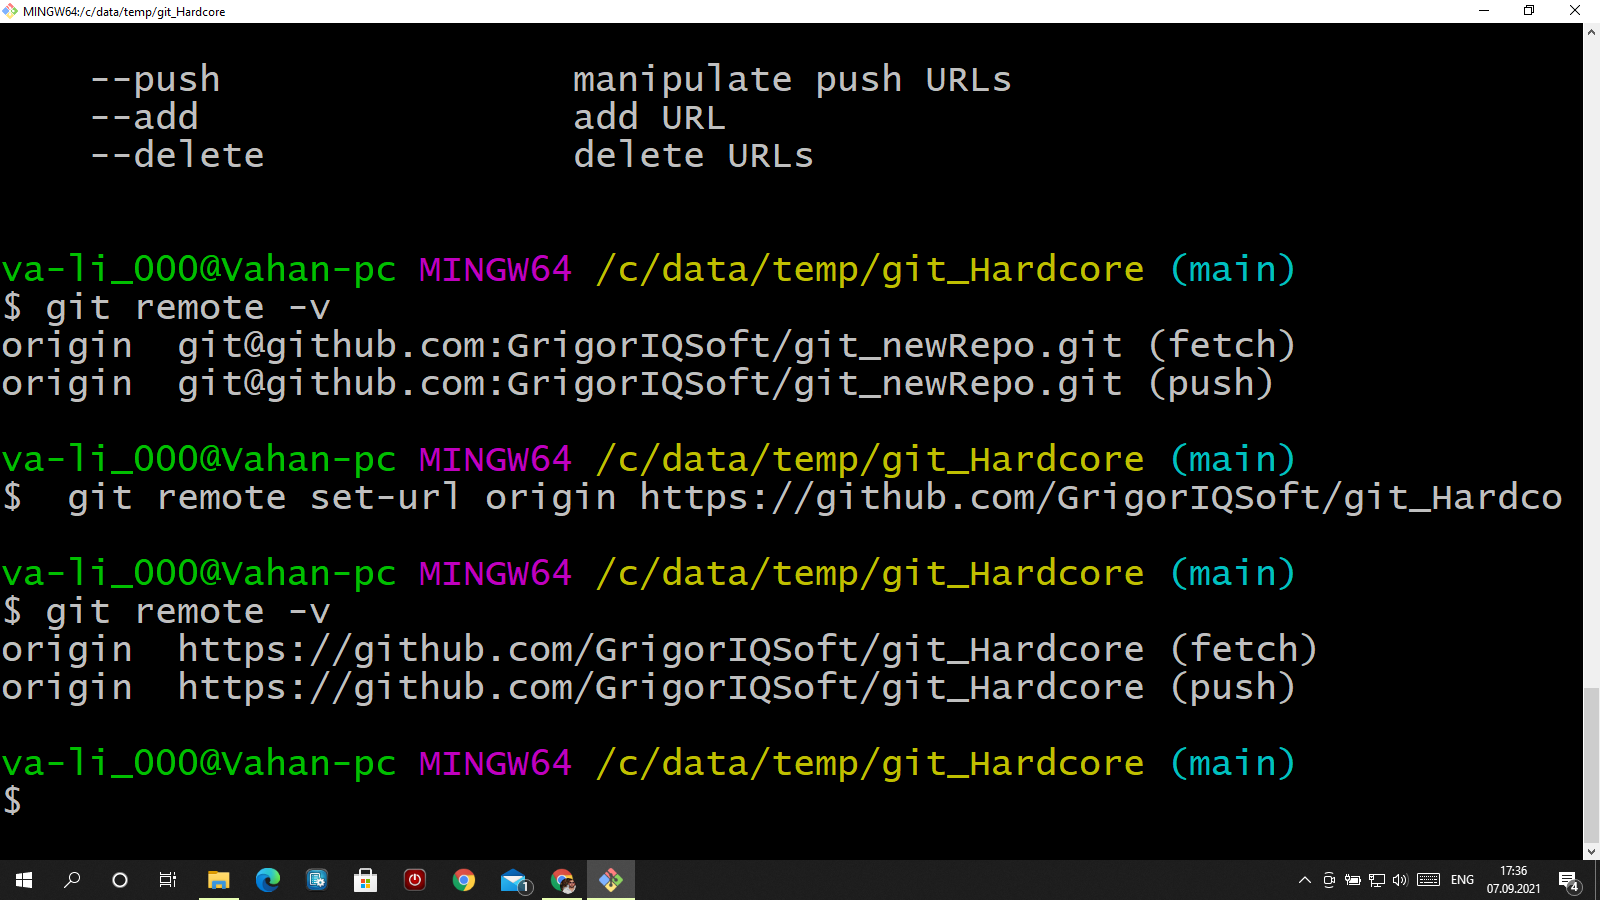 MINGW64:/c/data/temp/git_Hardcore
--push manipulate push URLs
--add add URL
--delete delete URLs
va-li_000@Vahan-pc MINGW64 /c/data/temp/git_Hardcore (main)
$ git remote -v
origin  git@github.com:GrigorIQSoft/git_newRepo.git (fetch)
origin  git@github.com:GrigorIQSoft/git_newRepo.git (push)
va-li_000@Vahan-pc MINGW64 /c/data/temp/git_Hardcore (main)
$  git remote set-url origin https://github.com/GrigorIQSoft/git_Hardco
va-li_000@Vahan-pc MINGW64 /c/data/temp/git_Hardcore (main)
$ git remote -v
origin  https://github.com/GrigorIQSoft/git_Hardcore (fetch)
origin  https://github.com/GrigorIQSoft/git_Hardcore (push)
va-li_000@Vahan-pc MINGW64 /c/data/temp/git_Hardcore (main)
$
1
ENG
17:36
07.09.2021
4